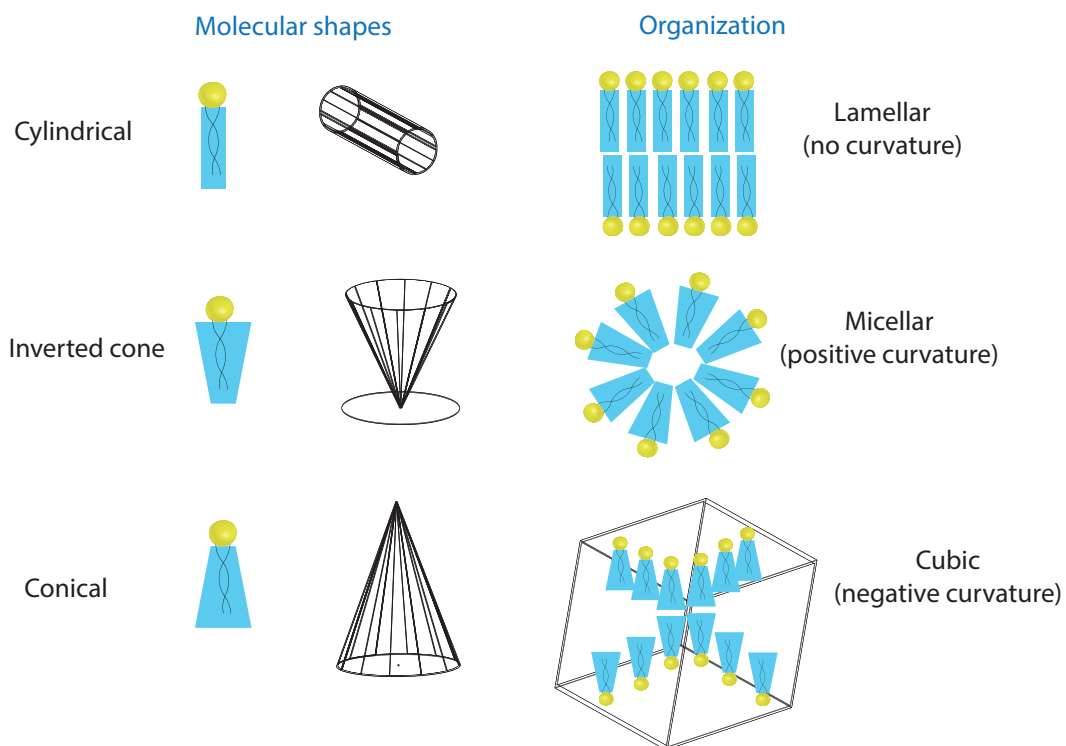 Molecular shapes
Organization
Cylindrical
Lamellar
(no curvature)
Inverted cone
Micellar
(positive curvature)
Conical
Cubic
(negative curvature)